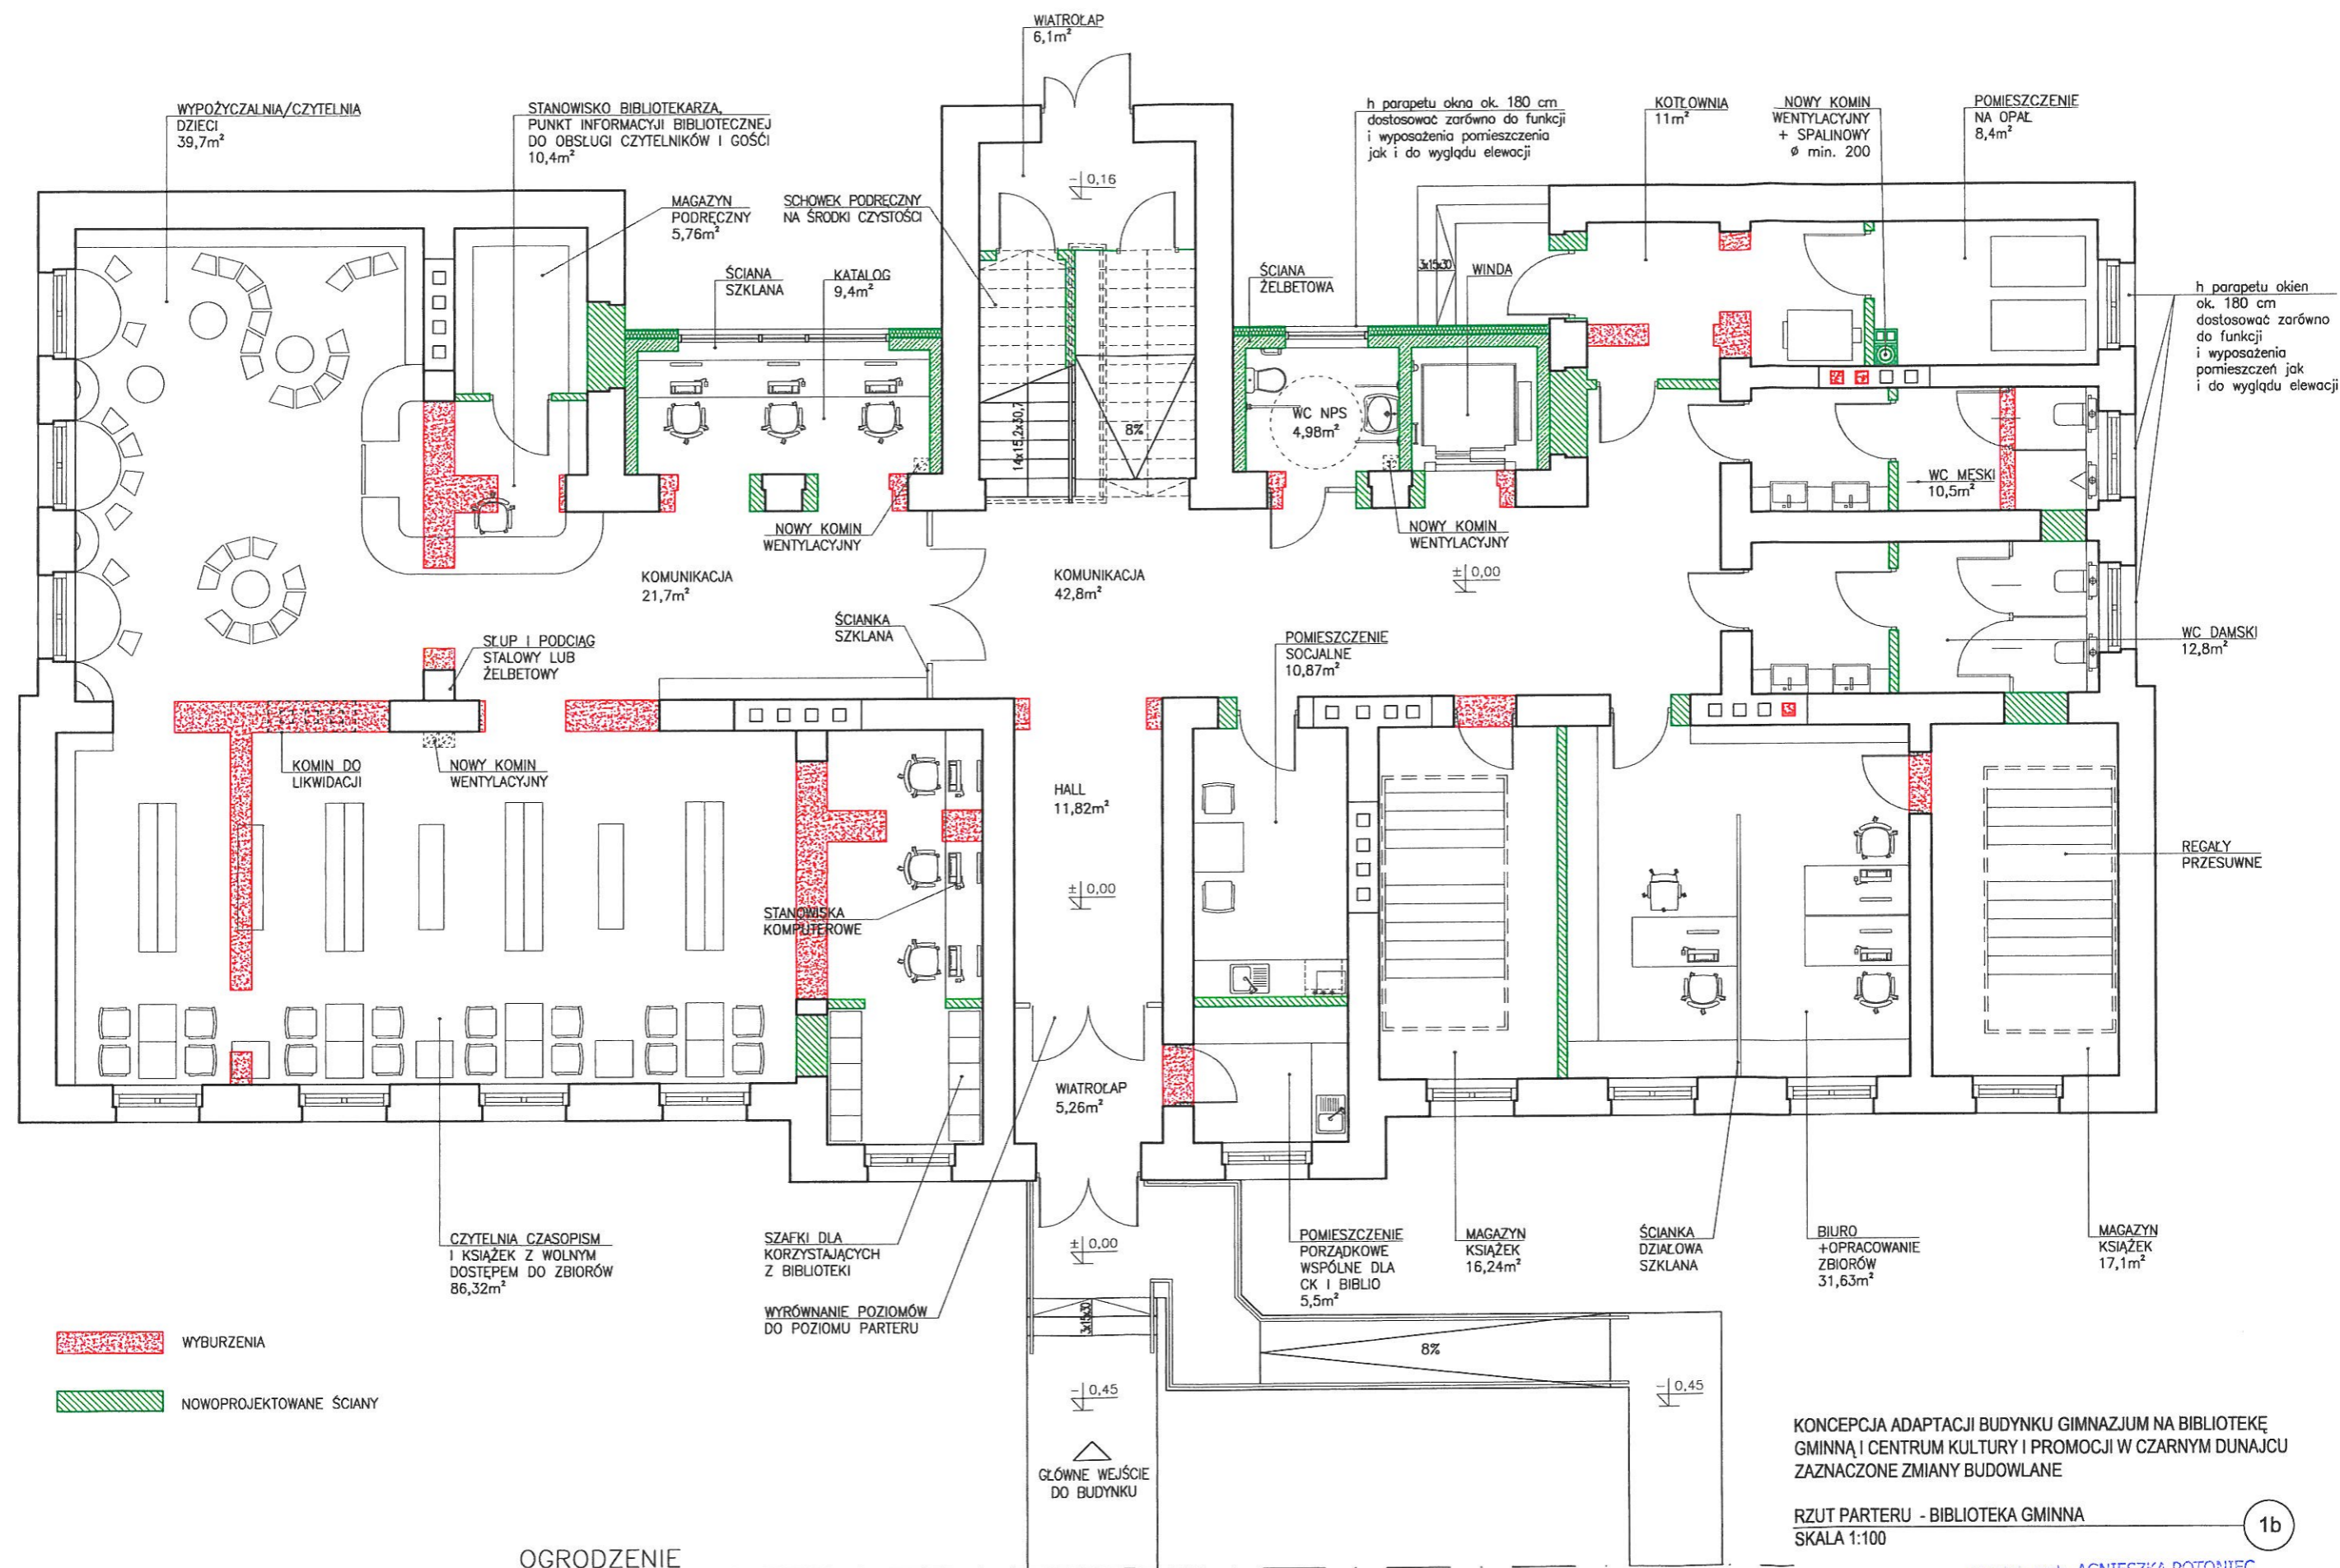 WIATROŁAP
6,1m²
WYPOŻYCZALNIA/CZYTELNIA
DZIECI
39,7m²
STANOWISKO BIBLIOTEKARZA,
PUNKT INFORMACYJI BIBLIOTECZNEJ
DO OBSŁUGI CZYTELNIKÓW I GOŚĆI
10,4m²
h parapetu okna ok. 180 cm
dostosować zarówno do funkcji
i wyposażenia pomieszczenia
jak i do wyglądu elewacji
KOTŁOWNIA
11m²
NOWY KOMIN
WENTYLACYJNY
+ SPALINOWY
ø min. 200
POMIESZCZENIE
NA OPAŁ
8,4m²
MAGAZYN
PODRĘCZNY
5,76m²
SCHOWEK PODRĘCZNY
NA ŚRODKI CZYSTOŚCI
-0,16
ŚCIANA
SZKLANA
KATALOG
9,4m²
ŚCIANA
ŻELBETOWA
3x15x30
WINDA
h parapetu okien
ok. 180 cm
dostosować zarówno
do funkcji
i wyposażenia
pomieszczeń jak
i do wyglądu elewacji
14x15,2x30,7
8%
WC NPS
4,98m²
WC MĘSKI
10,5m²
NOWY KOMIN
WENTYLACYJNY
NOWY KOMIN
WENTYLACYJNY
KOMUNIKACJA
21,7m²
KOMUNIKACJA
42,8m²
±0,00
ŚCIANKA
SZKLANA
SŁUP I PODCIĄG
STALOWY LUB
ŻELBETOWY
POMIESZCZENIE
SOCJALNE
10,87m²
WC DAMSKI
12,8m²
KOMIN DO
LIKWIDACJI
NOWY KOMIN
WENTYLACYJNY
HALL
11,82m²
±0,00
REGAŁY
PRZESUWNE
STANOWISKA
KOMPUTEROWE
WIATROŁAP
5,26m²
CZYTELNIA CZASOPISM
I KSIĄŻEK Z WOLNYM
DOSTĘPEM DO ZBIORÓW
86,32m²
SZAFKI DLA
KORZYSTAJĄCYCH
Z BIBLIOTEKI
WYRÓWNANIE POZIOMÓW
DO POZIOMU PARTERU
±0,00
POMIESZCZENIE
PORZĄDKOWE
WSPÓLNE DLA
CK I BIBLIO
5,5m²
MAGAZYN
KSIĄŻEK
16,24m²
ŚCIANKA
DZIAŁOWA
SZKLANA
BIURO
+OPRACOWANIE
ZBIORÓW
31,63m²
MAGAZYN
KSIĄŻEK
17,1m²
3x15x30
8%
-0,45
-0,45
WYBURZENIA
NOWOPROJEKTOWANE ŚCIANY
GŁÓWNE WEJŚCIE
DO BUDYNKU
OGRODZENIE
KONCEPCJA ADAPTACJI BUDYNKU GIMNAZJUM NA BIBLIOTEKĘ
GMINNĄ I CENTRUM KULTURY I PROMOCJI W CZARNYM DUNAJCU
ZAZNACZONE ZMIANY BUDOWLANE
RZUT PARTERU - BIBLIOTEKA GMINNA
SKALA 1:100
1b
AGNIESZKA POTONIEC